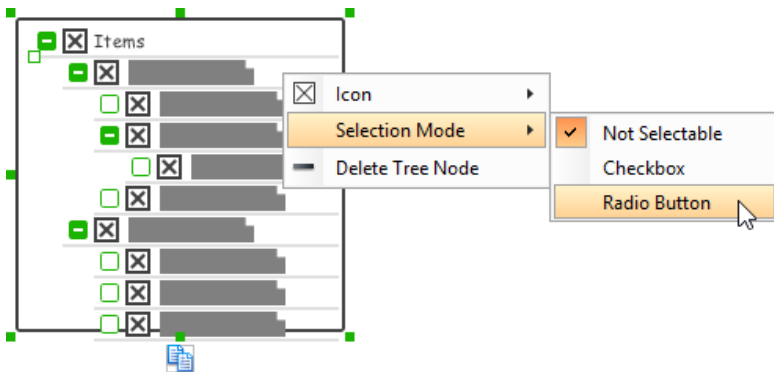 Items
Icon
Selection Mode
Delete Tree Node
Not Selectable
Checkbox
Radio Button